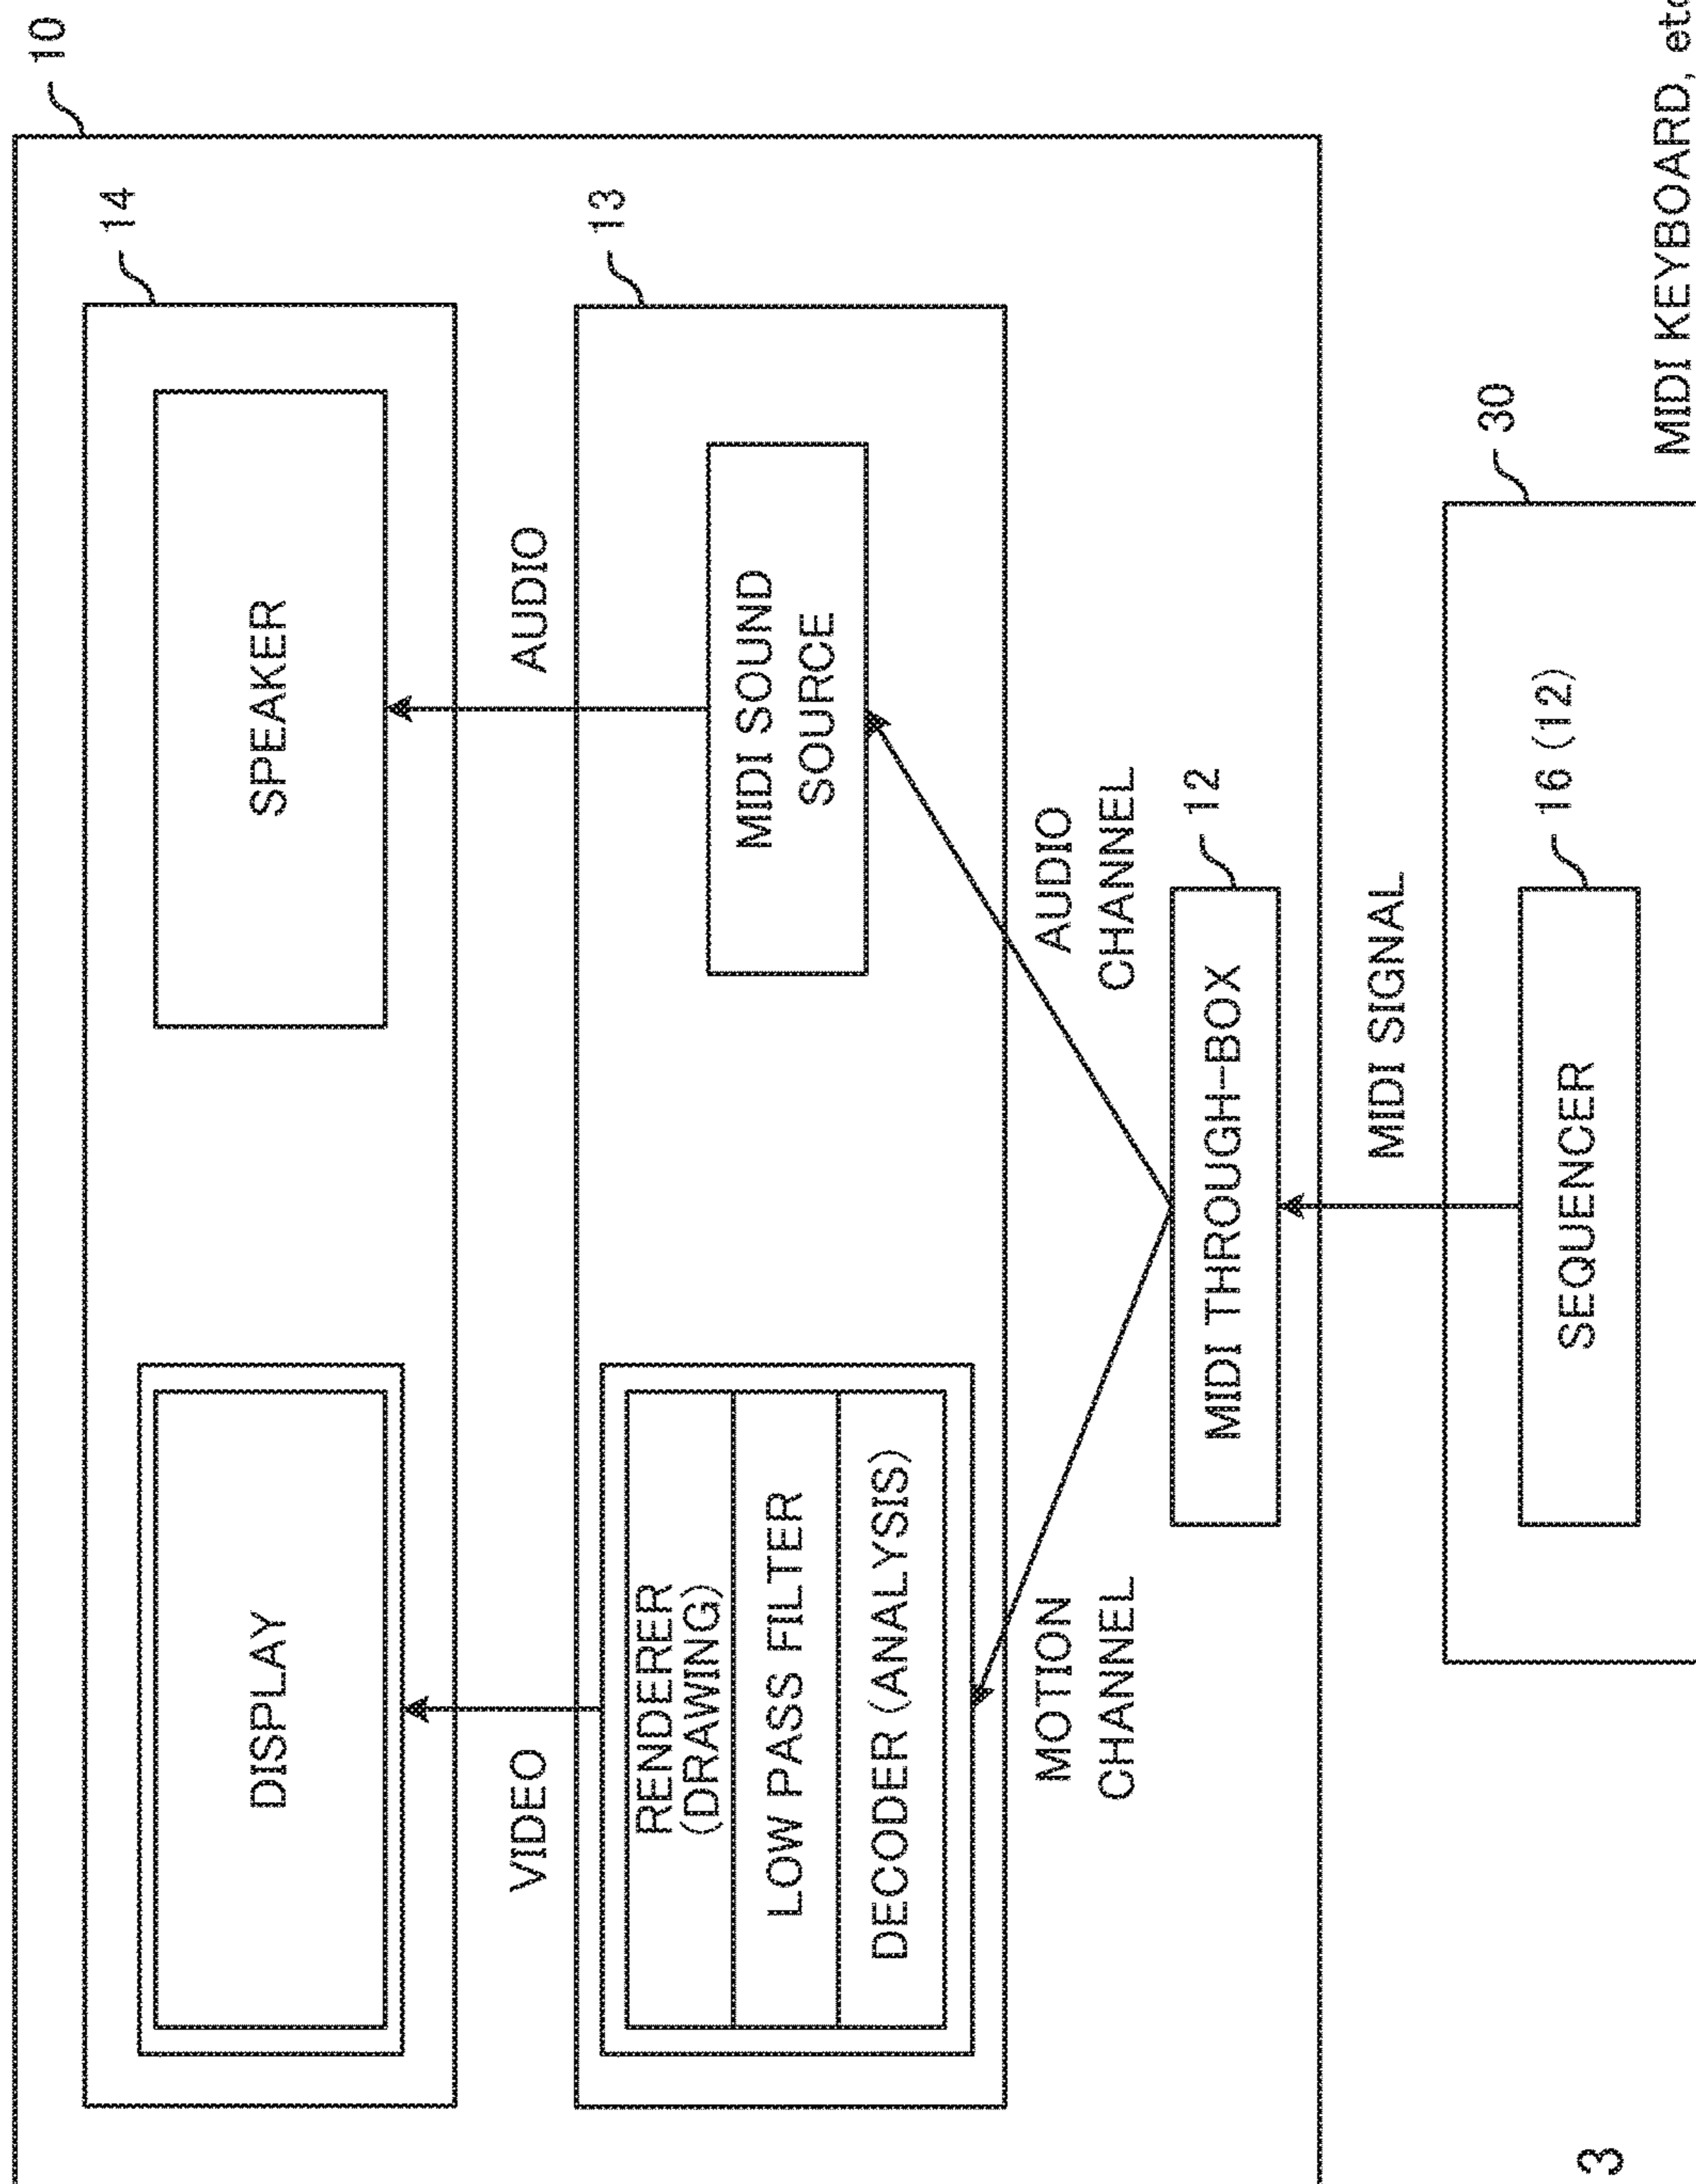 10
14
DISPLAY
SPEAKER
VIDEO
AUDIO
13
RENDERER
(DRAWING)
LOW PASS FILTER
DECODER (ANALYSIS)
MIDI SOUND
SOURCE
MOTION
CHANNEL
AUDIO
CHANNEL
12
MIDI THROUGH-BOX
MIDI SIGNAL
30
16 (12)
SEQUENCER
MIDI KEYBOARD, etc
3